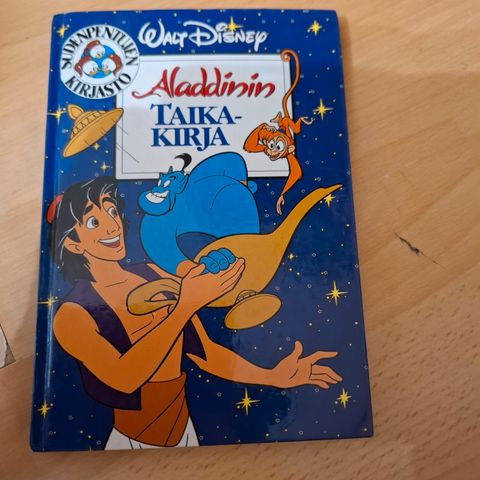 SUDENPENTUJEN
KIRJASTO
WALT DISNEY
Aladdinin
TAIKA-
KIRJA